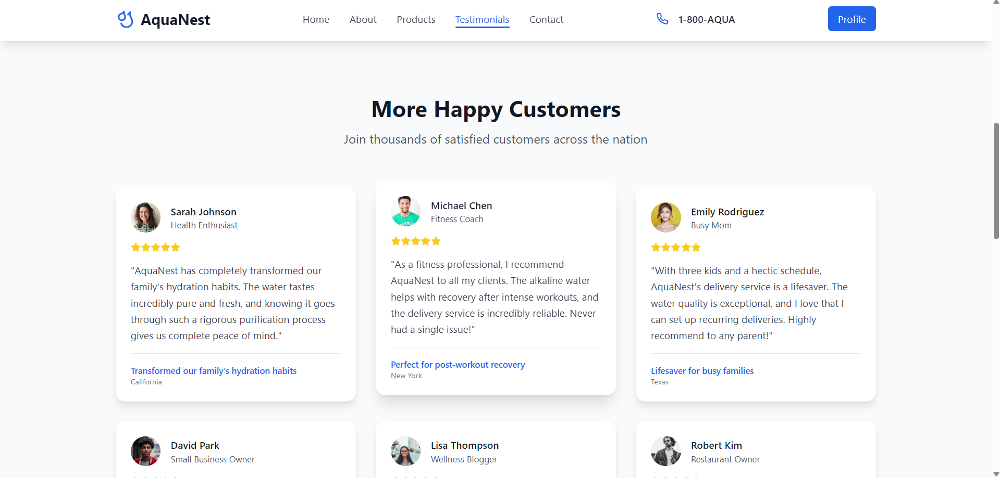 AquaNest
Home
About
Products
Testimonials
Contact
1-800-AQUA
Profile
More Happy Customers
Join thousands of satisfied customers across the nation
Sarah Johnson
Health Enthusiast
"AquaNest has completely transformed our
family's hydration habits. The water tastes
incredibly pure and fresh, and knowing it goes
through such a rigorous purification process
gives us complete peace of mind."
Transformed our family's hydration habits
California
Michael Chen
Fitness Coach
"As a fitness professional, I recommend
AquaNest to all my clients. The alkaline water
helps with recovery after intense workouts, and
the delivery service is incredibly reliable. Never
had a single issue!"
Perfect for post-workout recovery
New York
Emily Rodriguez
Busy Mom
"With three kids and a hectic schedule,
AquaNest's delivery service is a lifesaver. The
water quality is exceptional, and I love that I
can set up recurring deliveries. Highly
recommend to any parent!"
Lifesaver for busy families
Texas
David Park
Small Business Owner
Lisa Thompson
Wellness Blogger
Robert Kim
Restaurant Owner